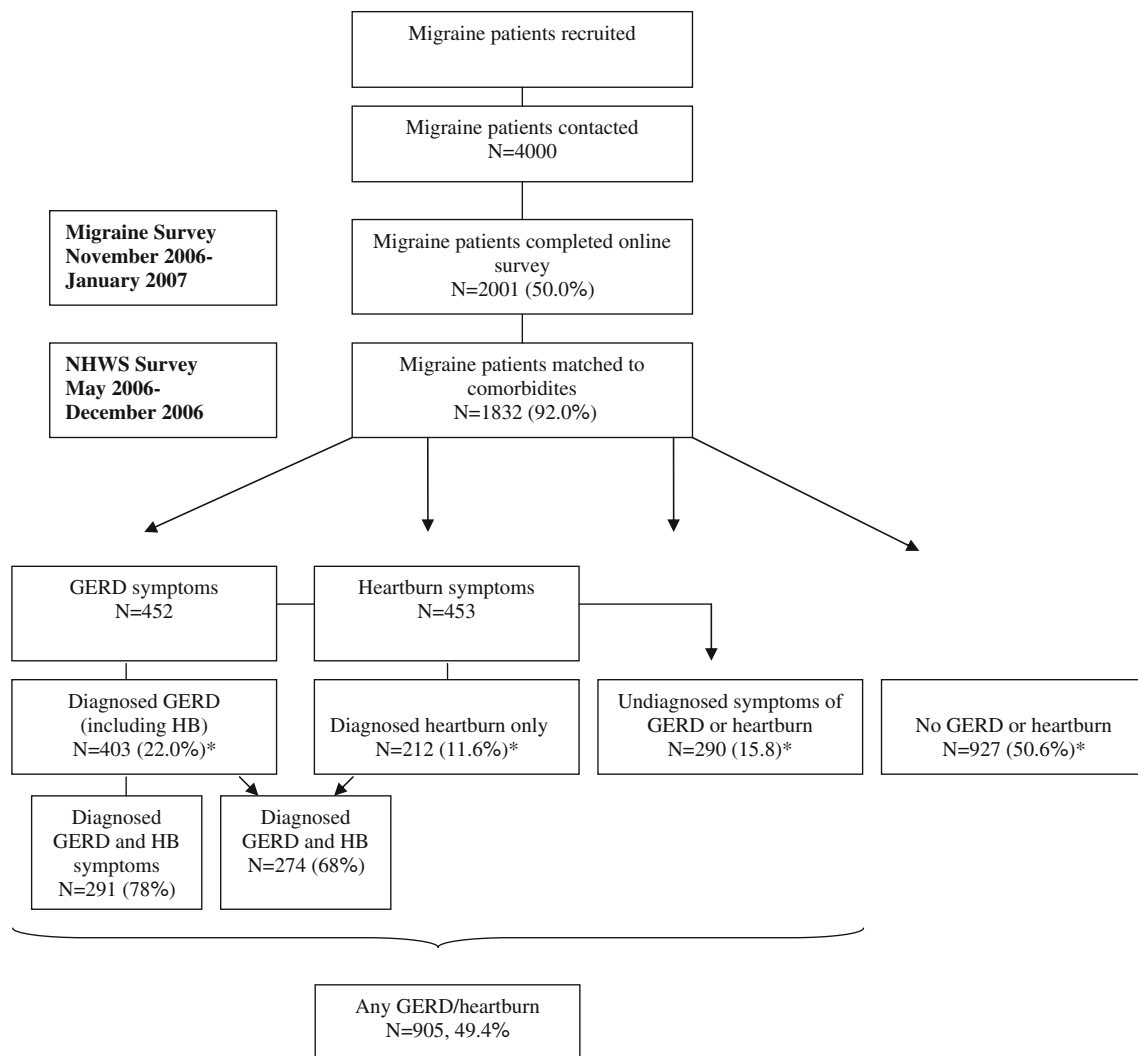 Migraine patients recruited
Migraine patients contacted
N=4000
Migraine Survey
November 2006-
January 2007
Migraine patients completed online
survey
N=2001 (50.0%)
NHWS Survey
May 2006-
December 2006
Migraine patients matched to
comorbidites
N=1832 (92.0%)
GERD symptoms
N=452
Heartburn symptoms
N=453
Diagnosed GERD
(including HB)
N=403 (22.0%)*
Diagnosed heartburn only
N=212 (11.6%)*
Undiagnosed symptoms of
GERD or heartburn
N=290 (15.8)*
No GERD or heartburn
N=927 (50.6%)*
Diagnosed
GERD and HB
symptoms
N=291 (78%)
Diagnosed
GERD and HB
N=274 (68%)
Any GERD/heartburn
N=905, 49.4%